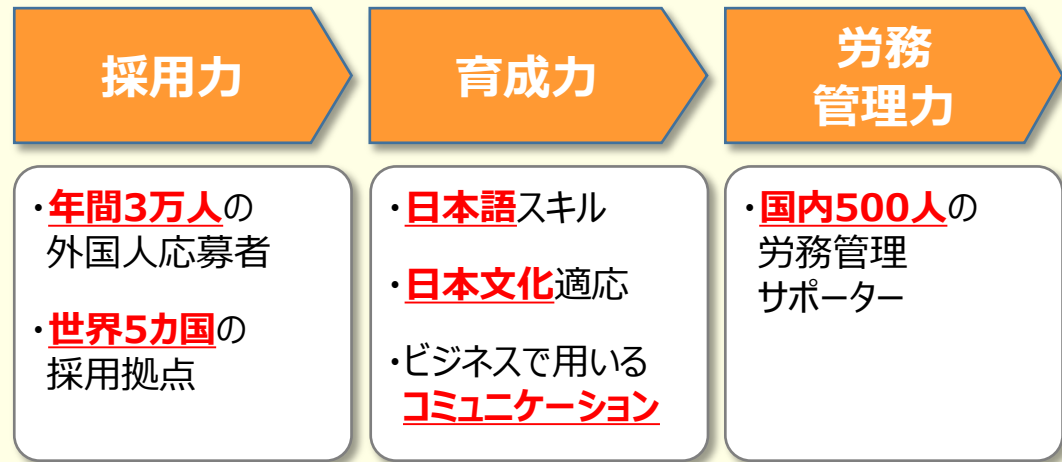 採用力
・年間3万人の
外国人応募者
・世界5カ国の
採用拠点
育成力
・日本語スキル
・日本文化適応
・ビジネスで用いる
コミュニケーション
労務
管理力
・国内500人の
労務管理
サポーター